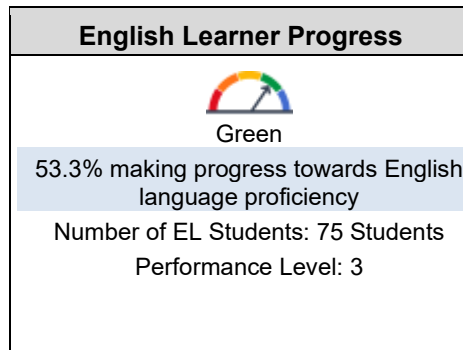 English Learner Progress
Green
53.3% making progress towards English
language proficiency
Number of EL Students: 75 Students
Performance Level: 3